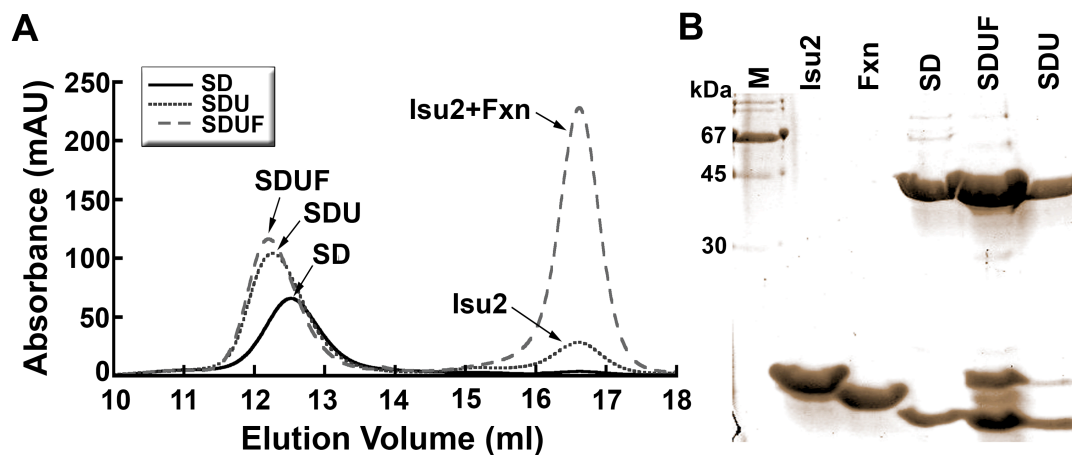 A
Absorbance (mAU)
250
200
150
100
50
0
SD
SDU
SDUF
SDUF
SDU
SD
Isu2+Fxn
Isu2
10 11 12 13 14 15 16 17 18
Elution Volume (ml)
B
kDa
M
Isu2
Fxn
SD
SDUF
SDU
67
45
30